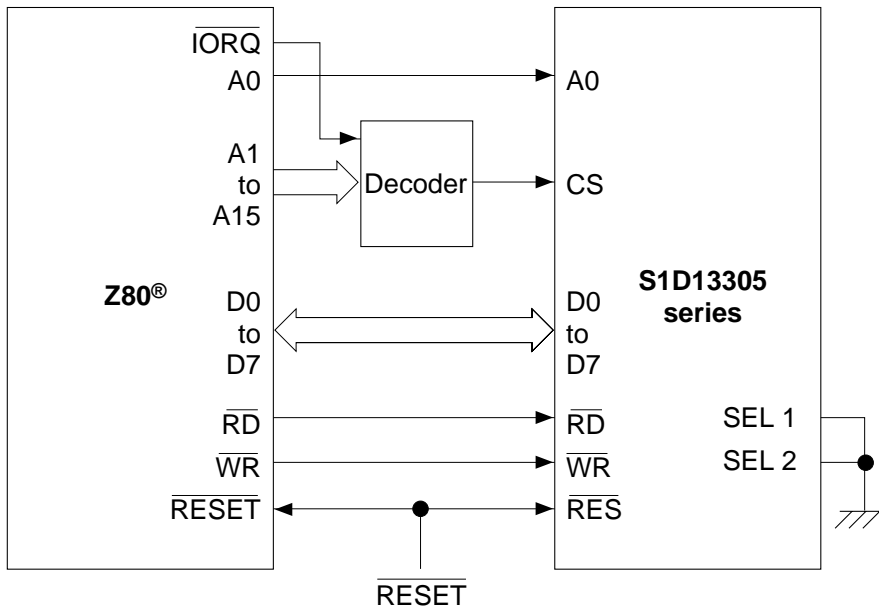 IORQ
A0
A1
to
A15
Z80®
D0
to
D7
RD
WR
RESET
Decoder
RESET
A0
CS
S1D13305
series
D0
to
D7
RD
WR
RES
SEL 1
SEL 2